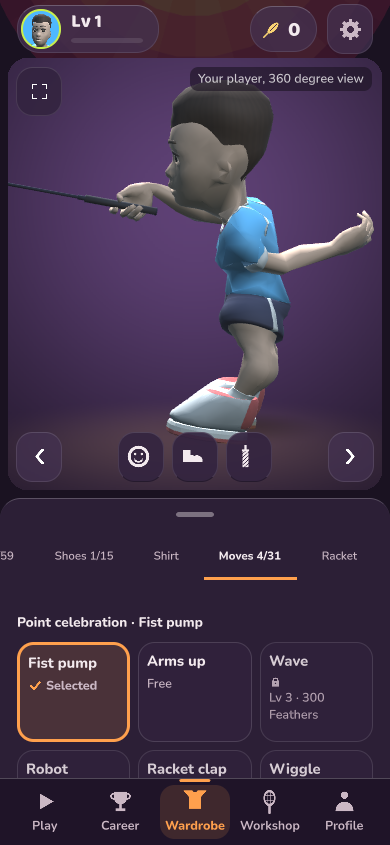 Lv 1
0
Your player, 360 degree view
59
Shoes 1/15
Shirt
Moves 4/31
Racket
Point celebration · Fist pump
Fist pump
Selected
Arms up
Free
Wave
Lv 3 · 300
Feathers
Robot
Racket clap
Wiggle
Play
Career
Wardrobe
Workshop
Profile